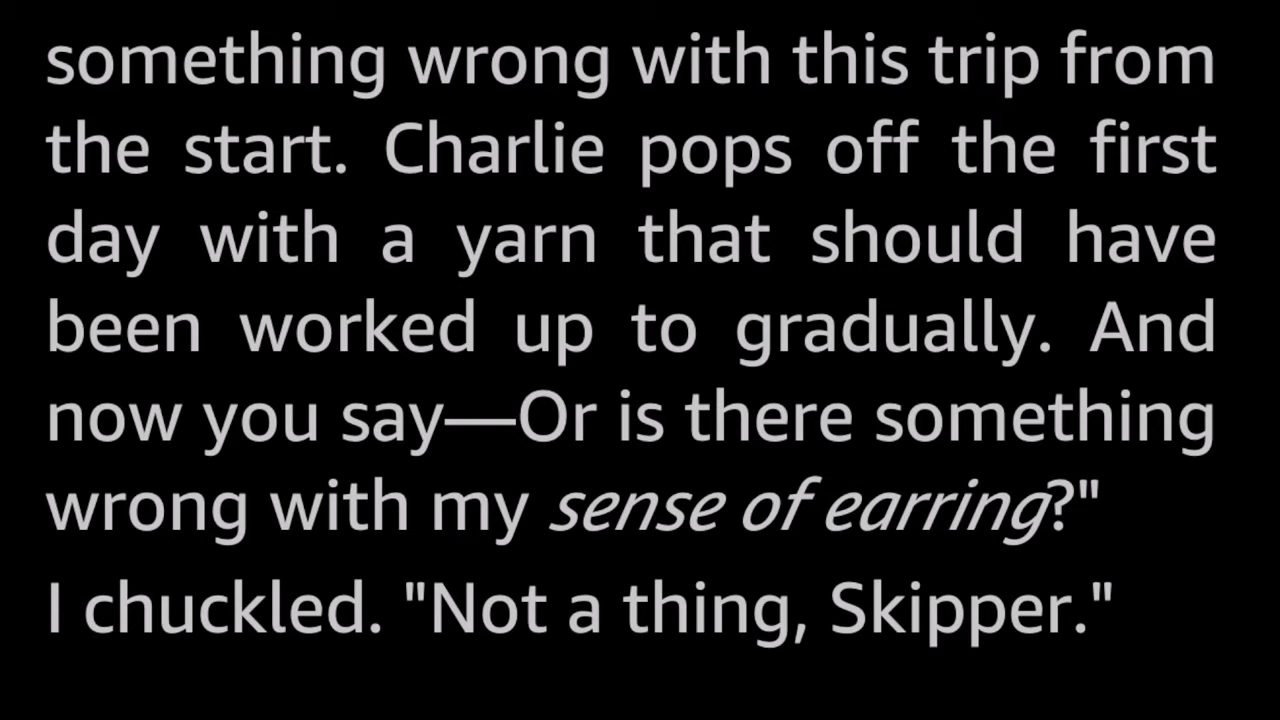 something wrong with this trip from
the start. Charlie pops off the first
day with a yarn that should have
been worked up to gradually. And
now you say—Or is there something
wrong with my sense of earring?"
I chuckled. "Not a thing, Skipper."